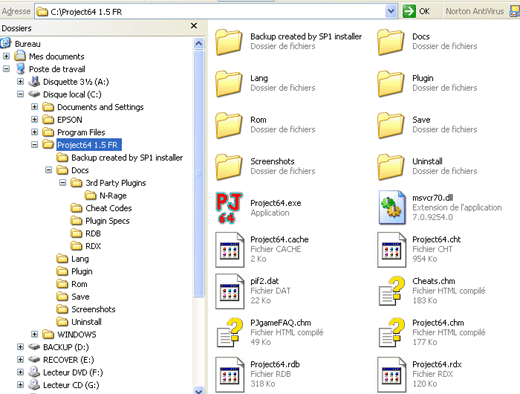 Adresse C:\Project64 1.5 FR OK Norton AntiVirus
Dossiers
Bureau
Mes documents
Poste de travail
Disquette 3½ (A:)
Disque local (C:)
Documents and Settings
EPSON
Program Files
Project64 1.5 FR
Backup created by SP1 installer
Docs
3rd Party Plugins
N-Rage
Cheat Codes
Plugin Specs
RDB
RDX
Lang
Plugin
Rom
Save
Screenshots
Uninstall
WINDOWS
BACKUP (D:)
RECOVER (E:)
Lecteur DVD (F:)
Lecteur CD (G:)
Backup created by SP1 installer
Dossier de fichiers
Docs
Dossier de fichiers
Lang
Dossier de fichiers
Plugin
Dossier de fichiers
Rom
Dossier de fichiers
Save
Dossier de fichiers
Screenshots
Dossier de fichiers
Uninstall
Dossier de fichiers
PJ
64
Project64.exe
Application
msvcr70.dll
Extension de l'application
7.0.9254.0
Project64.cache
Fichier CACHE
2 Ko
Project64.cht
Fichier CHT
954 Ko
pif2.dat
Fichier DAT
22 Ko
Cheats.chm
Fichier HTML compilé
183 Ko
PJgameFAQ.chm
Fichier HTML compilé
49 Ko
Project64.chm
Fichier HTML compilé
177 Ko
Project64.rdb
Fichier RDB
318 Ko
Project64.rdx
Fichier RDX
120 Ko